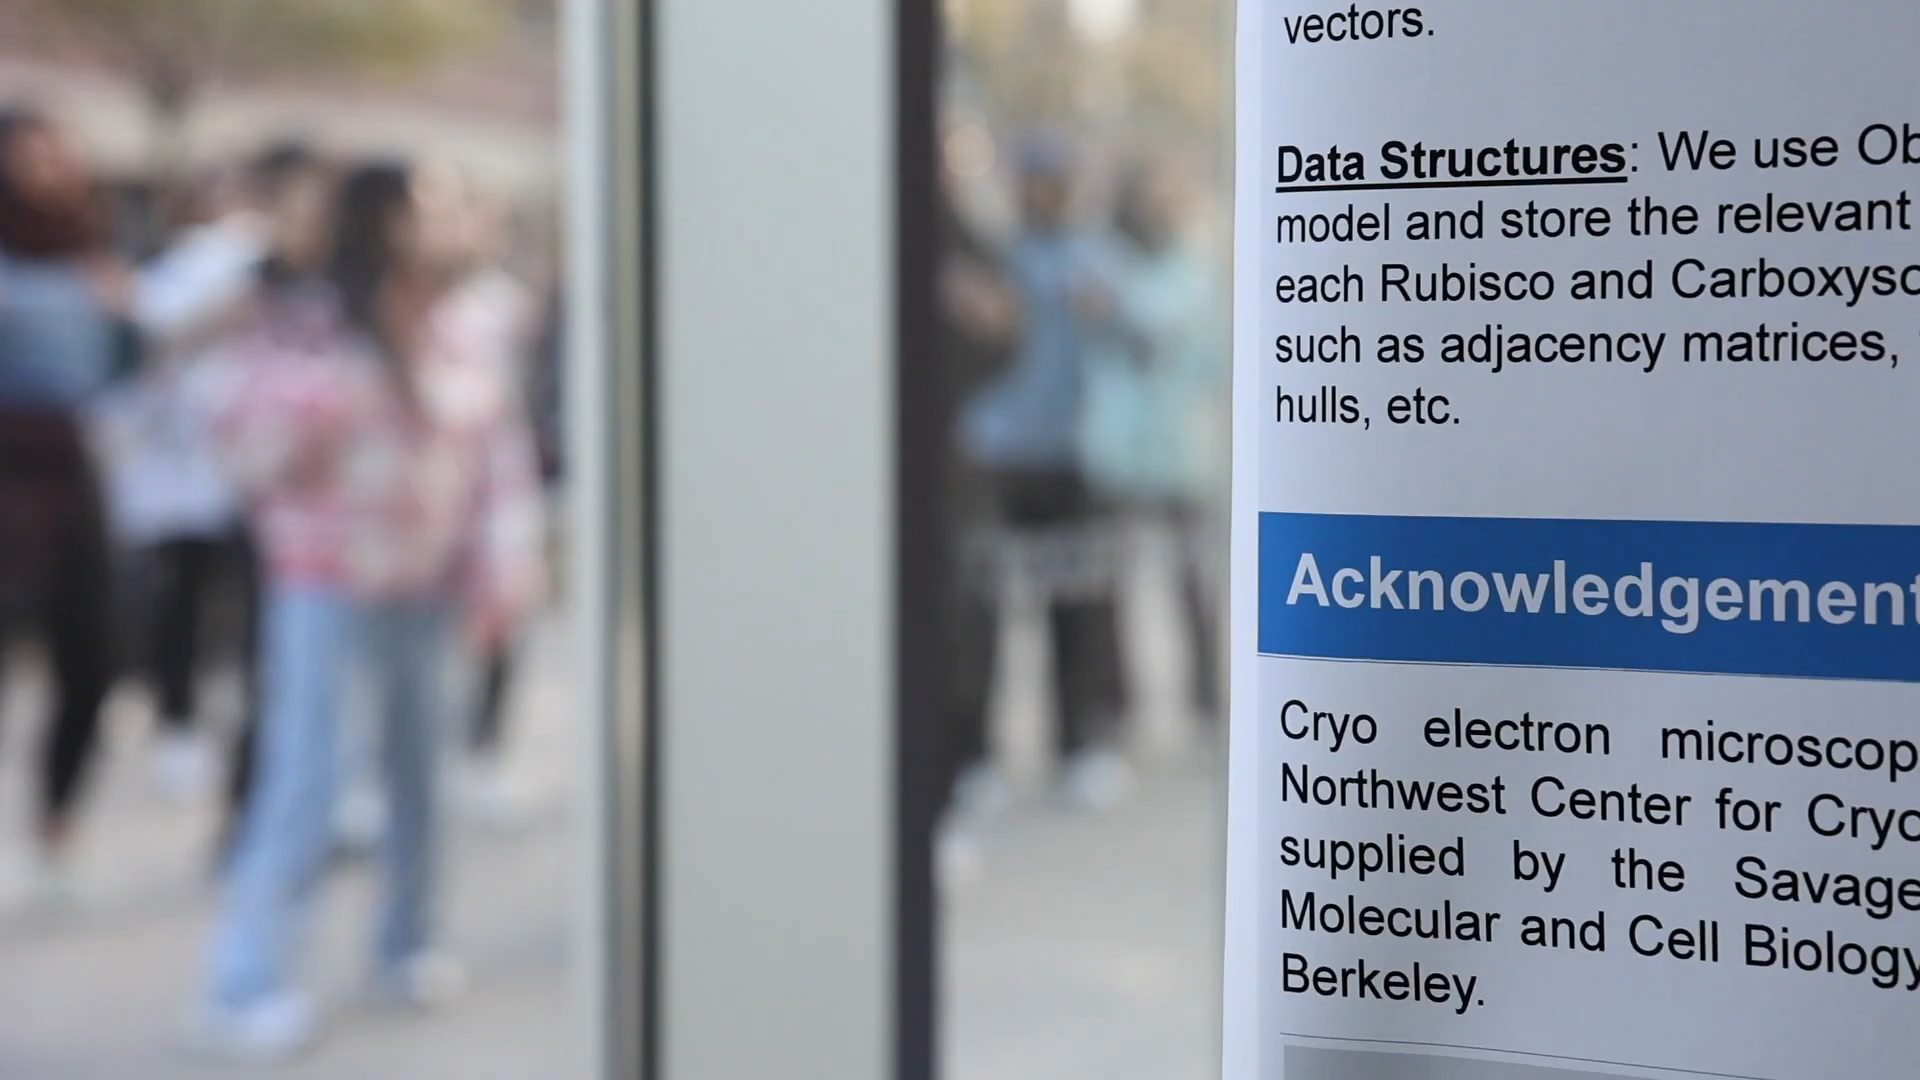 vectors.
Data Structures: We use Ob
model and store the relevant
each Rubisco and Carboxyso
such as adjacency matrices,
hulls, etc.
Acknowledgement
Cryo electron microscop
Northwest Center for Cryo
supplied by the Savage
Molecular and Cell Biology
Berkeley.